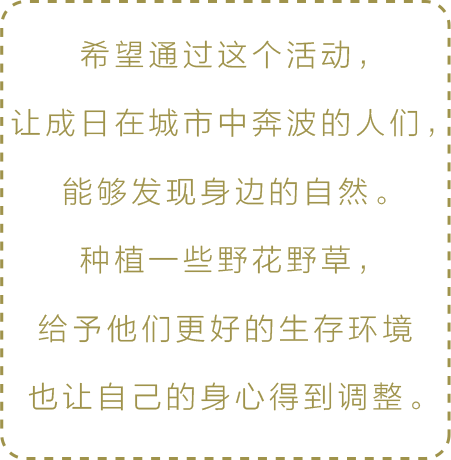 希望通过这个活动，
让成日在城市中奔波的人们，
能够发现身边的自然。
种植一些野花野草，
给予他们更好的生存环境
也让自己的身心得到调整。